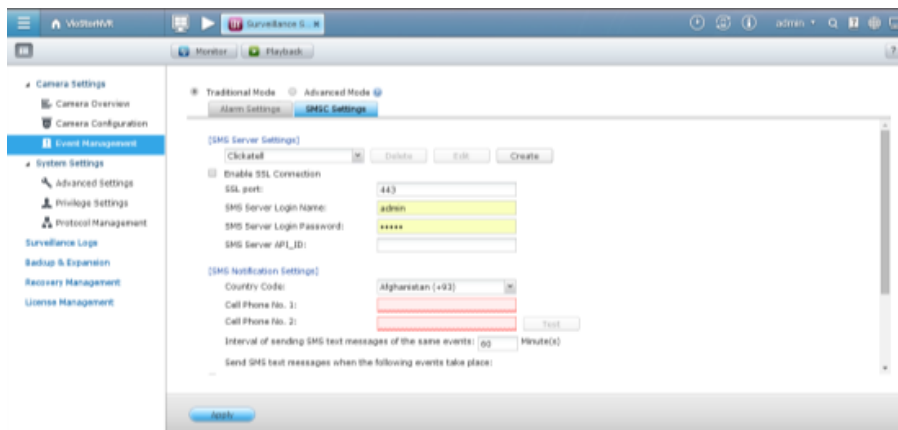 VioStorNVR
Surveillance S...
admin
Monitor
Playback
Camera Settings
Camera Overview
Camera Configuration
Event Management
System Settings
Advanced Settings
Privilege Settings
Protocol Management
Surveillance Logs
Backup & Expansion
Recovery Management
License Management
Traditional Mode Advanced Mode
Alarm Settings SMSC Settings
[SMS Server Settings]
Clickatell Delete Edit Create
Enable SSL Connection
SSL port: 443
SMS Server Login Name: admin
SMS Server Login Password: •••••
SMS Server API_ID:
[SMS Notification Settings]
Country Code: Afghanistan (+93)
Cell Phone No. 1:
Cell Phone No. 2: Test
Interval of sending SMS text messages of the same events: 60 Minute(s)
Send SMS text messages when the following events take place:
Apply